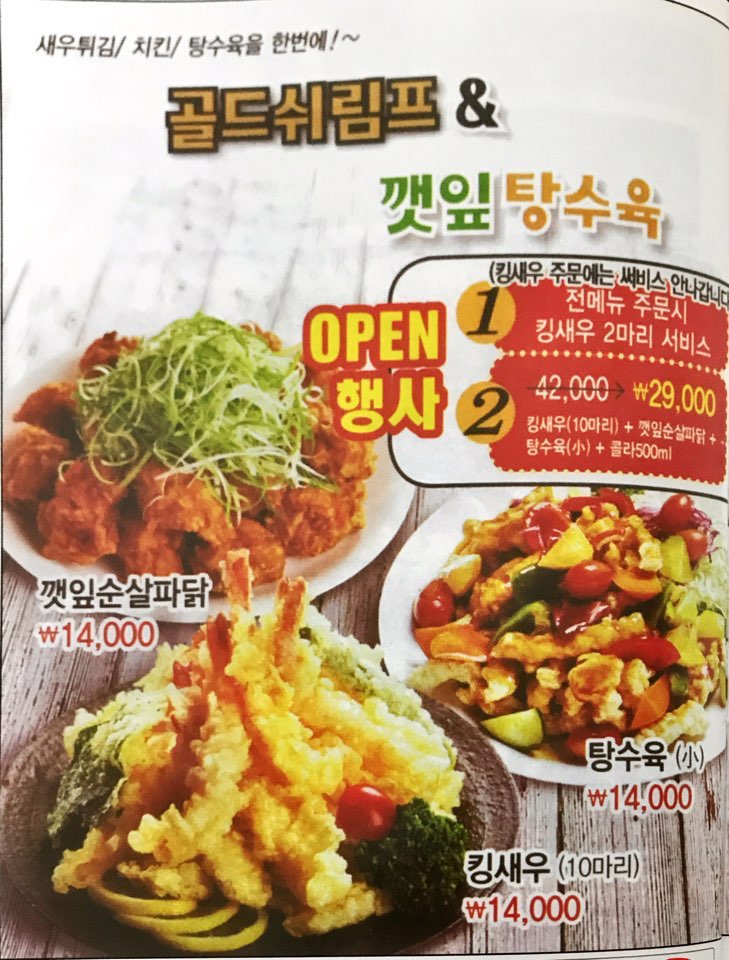 새우튀김/ 치킨/ 탕수육을 한번에!~
골드쉬림프 &
깻잎 탕수육
(킹새우 주문에는 써비스 안나갑니다
OPEN
행사
1
전메뉴 주문시
킹새우 2마리 서비스
2
42,000 → ₩29,000
킹새우(10마리) + 깻잎순살파닭 +
탕수육(小) + 콜라500ml
깻잎순살파닭
₩14,000
탕수육 (小)
₩14,000
킹새우 (10마리)
₩14,000